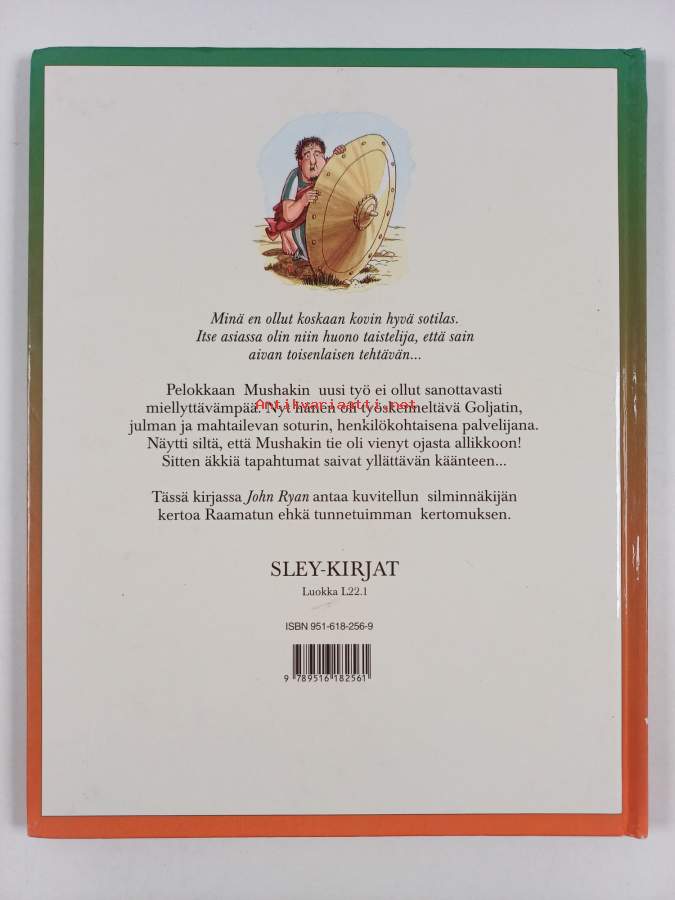 Minä en ollut koskaan kovin hyvä sotilas.
Itse asiassa olin niin huono taistelija, että sain
aivan toisenlaisen tehtävän...
Pelokkaan Mushakin uusi työ ei ollut sanottavasti
miellyttävämpää. Nyt hänen oli työskenneltävä Goljatin,
Antikvariaatti.net
julman ja mahtailevan soturin, henkilökohtaisena palvelijana.
Näytti siltä, että Mushakin tie oli vienyt ojasta allikkoon!
Sitten äkkiä tapahtumat saivat yllättävän käänteen...
Tässä kirjassa John Ryan antaa kuvitellun silminnäkijän
kertoa Raamatun ehkä tunnetuimman kertomuksen.
SLEY-KIRJAT
Luokka L22.1
ISBN 951-618-256-9
9 789516 182561